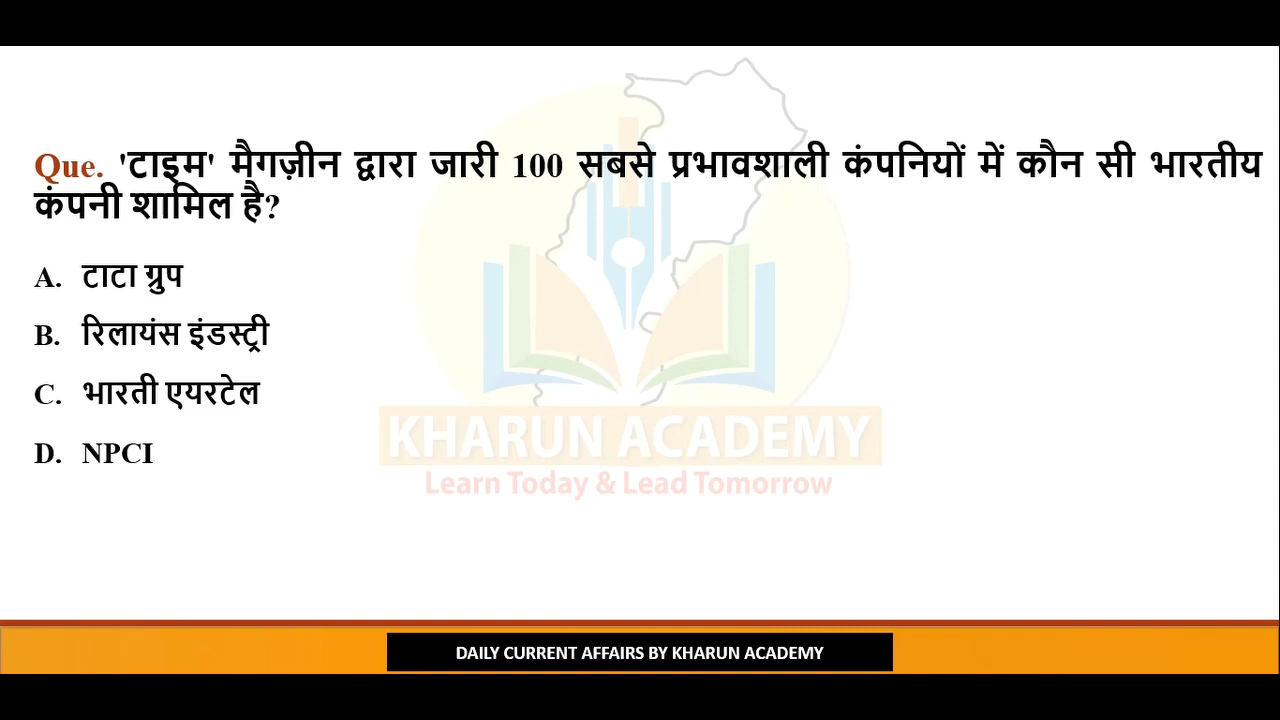 Que. 'टाइम' मैगज़ीन द्वारा जारी 100 सबसे प्रभावशाली कंपनियों में कौन सी भारतीय
कंपनी शामिल है?
A. टाटा ग्रुप
B. रिलायंस इंडस्ट्री
C. भारती एयरटेल
D. NPCI
KHARUN ACADEMY
Learn Today & Lead Tomorrow
DAILY CURRENT AFFAIRS BY KHARUN ACADEMY